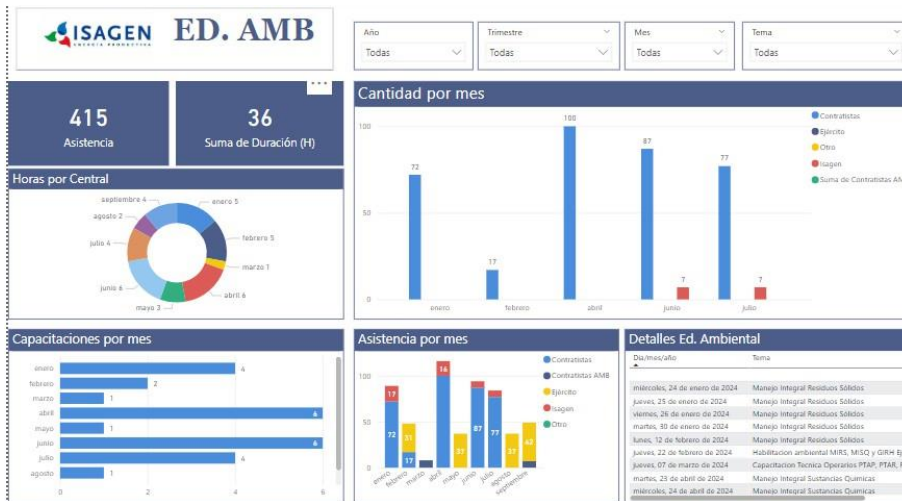 ISAGEN
ENERGÍA PRODUCTIVA
ED. AMB
Año
Todas
Trimestre
Todas
Mes
Todas
Tema
Todas
415
Asistencia
36
Suma de Duración (H)
Cantidad por mes
100
50
0
72
17
100
87
7
77
7
enero
febrero
abril
junio
julio
Contratistas
Ejército
Otro
Isagen
Suma de Contratistas AM
Horas por Central
septiembre 4
enero 5
agosto 2
febrero 5
julio 4
marzo 1
junio 6
abril 6
mayo 3
Capacitaciones por mes
enero
4
febrero
2
marzo
1
abril
6
mayo
1
junio
6
julio
4
agosto
1
0
2
4
6
Asistencia por mes
100
50
0
17
72
31
17
16
37
87
77
37
42
enero
febrero
marzo
abril
mayo
junio
julio
agosto
septiembre
Contratistas
Contratistas AMB
Ejército
Isagen
Otro
Detalles Ed. Ambiental
Dia/mes/año
Tema
miércoles, 24 de enero de 2024 Manejo Integral Residuos Sólidos
jueves, 25 de enero de 2024 Manejo Integral Residuos Sólidos
viernes, 26 de enero de 2024 Manejo Integral Residuos Sólidos
martes, 30 de enero de 2024 Manejo Integral Residuos Sólidos
lunes, 12 de febrero de 2024 Manejo Integral Residuos Sólidos
jueves, 22 de febrero de 2024 Habilitacion ambiental MIRS, MISQ y GIRH Ej
jueves, 07 de marzo de 2024 Capacitacion Tecnica Operarios PTAP, PTAR,
martes, 23 de abril de 2024 Manejo Integral Sustancias Quimicas
miércoles, 24 de abril de 2024 Manejo Integral Sustancias Quimicas